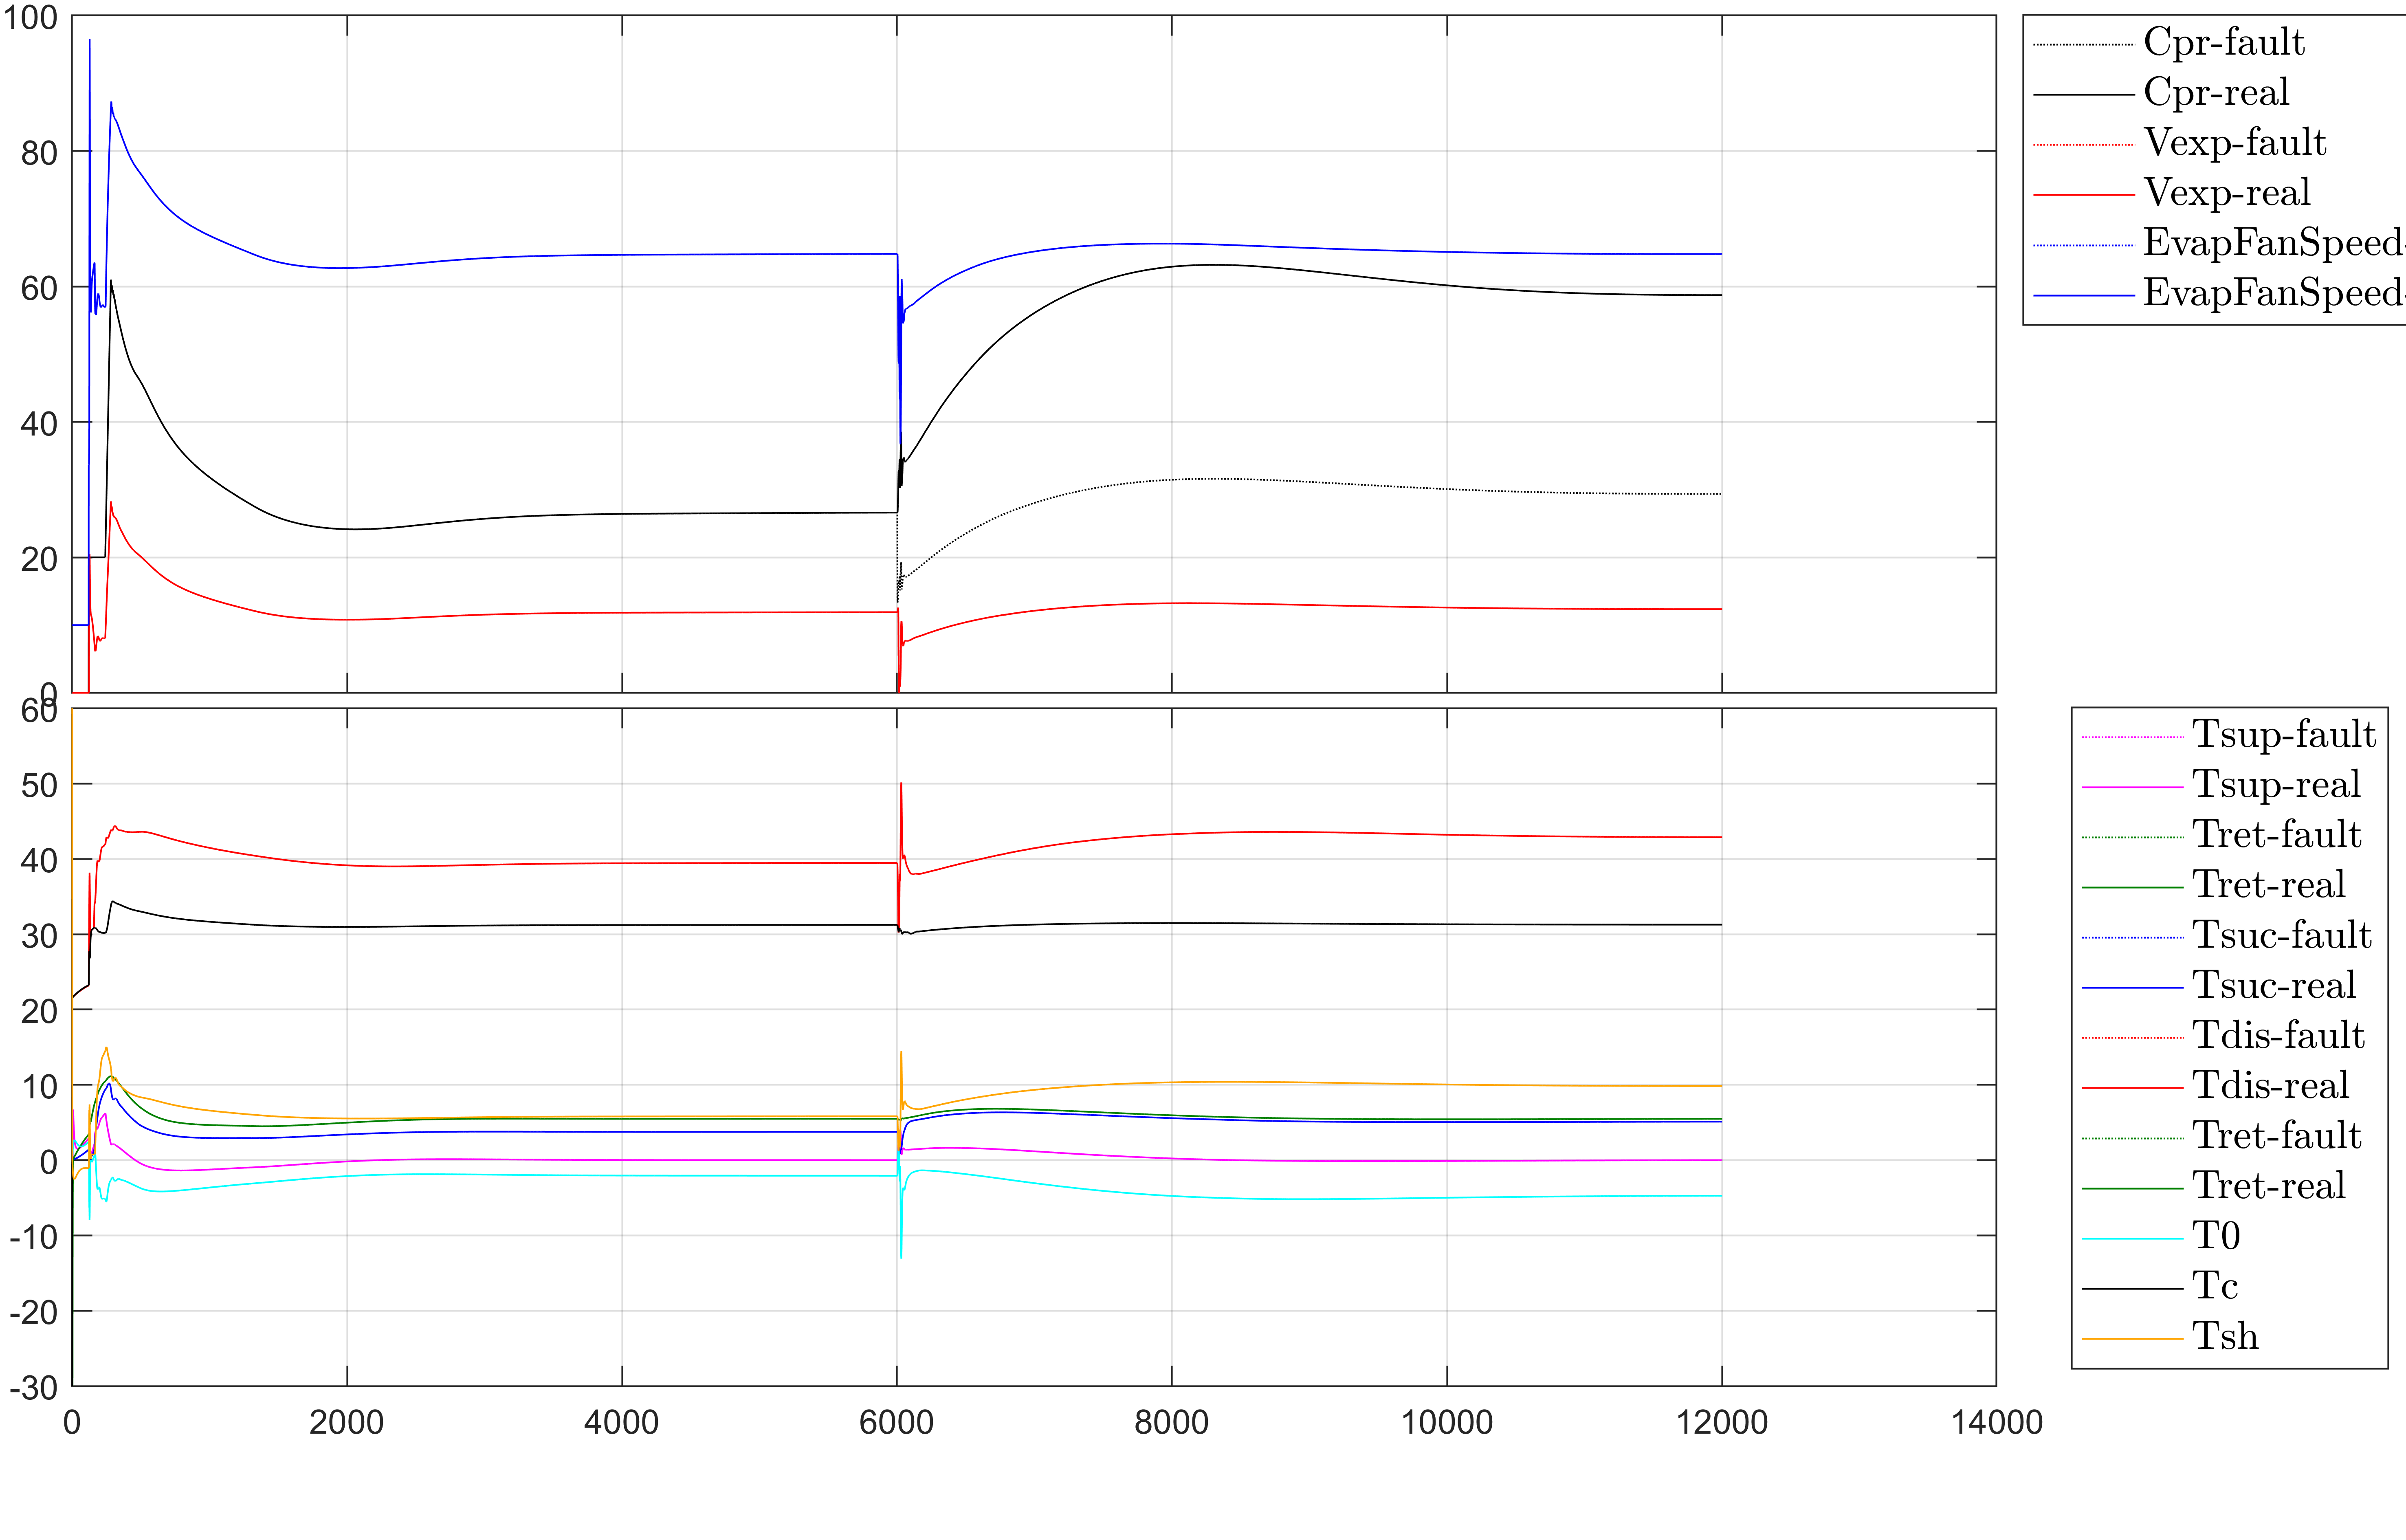 100
80
60
40
20
0
Cpr-fault
Cpr-real
Vexp-fault
Vexp-real
EvapFanSpeed-
EvapFanSpeed-
60
50
40
30
20
10
0
-10
-20
-30
0
2000
4000
6000
8000
10000
12000
14000
Tsup-fault
Tsup-real
Tret-fault
Tret-real
Tsuc-fault
Tsuc-real
Tdis-fault
Tdis-real
Tret-fault
Tret-real
T0
Tc
Tsh